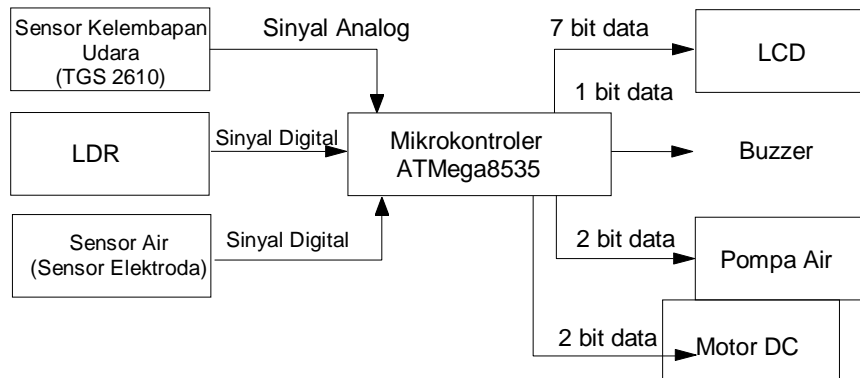 Sensor Kelembapan
Udara
(TGS 2610)
Sinyal Analog
7 bit data
LCD
1 bit data
LDR
Sinyal Digital
Mikrokontroler
ATMega8535
Buzzer
Sensor Air
(Sensor Elektroda)
Sinyal Digital
2 bit data
Pompa Air
2 bit data
Motor DC